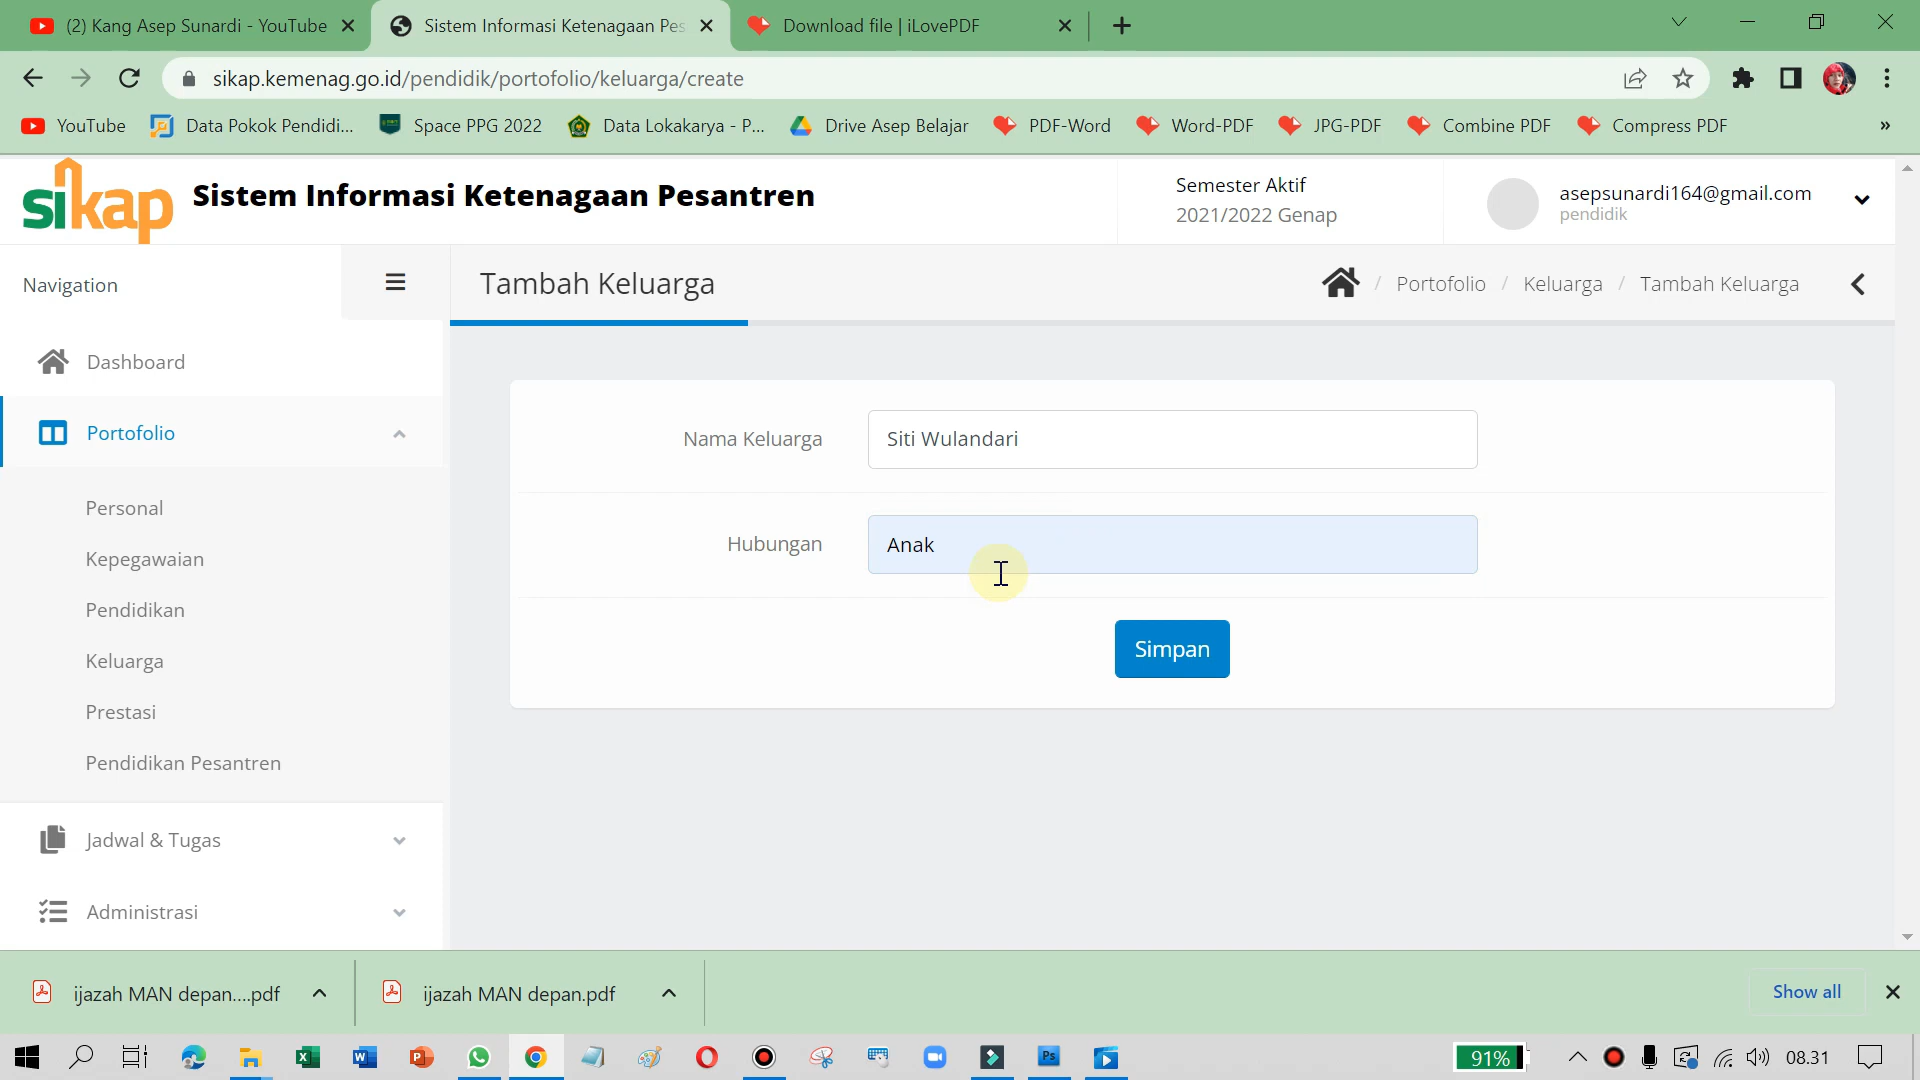 (2) Kang Asep Sunardi - YouTube
Sistem Informasi Ketenagaan Pes
Download file | iLovePDF
sikap.kemenag.go.id/pendidik/portofolio/keluarga/create
YouTube
Data Pokok Pendidi...
Space PPG 2022
Data Lokakarya - P...
Drive Asep Belajar
PDF-Word
Word-PDF
JPG-PDF
Combine PDF
Compress PDF
»
sikap
Sistem Informasi Ketenagaan Pesantren
Semester Aktif
2021/2022 Genap
asepsunardi164@gmail.com
pendidik
Navigation
Tambah Keluarga
/ Portofolio / Keluarga / Tambah Keluarga
Dashboard
Portofolio
Personal
Kepegawaian
Pendidikan
Keluarga
Prestasi
Pendidikan Pesantren
Jadwal & Tugas
Administrasi
Nama Keluarga
Siti Wulandari
Hubungan
Anak
Simpan
ijazah MAN depan....pdf
ijazah MAN depan.pdf
Show all
91%
08.31